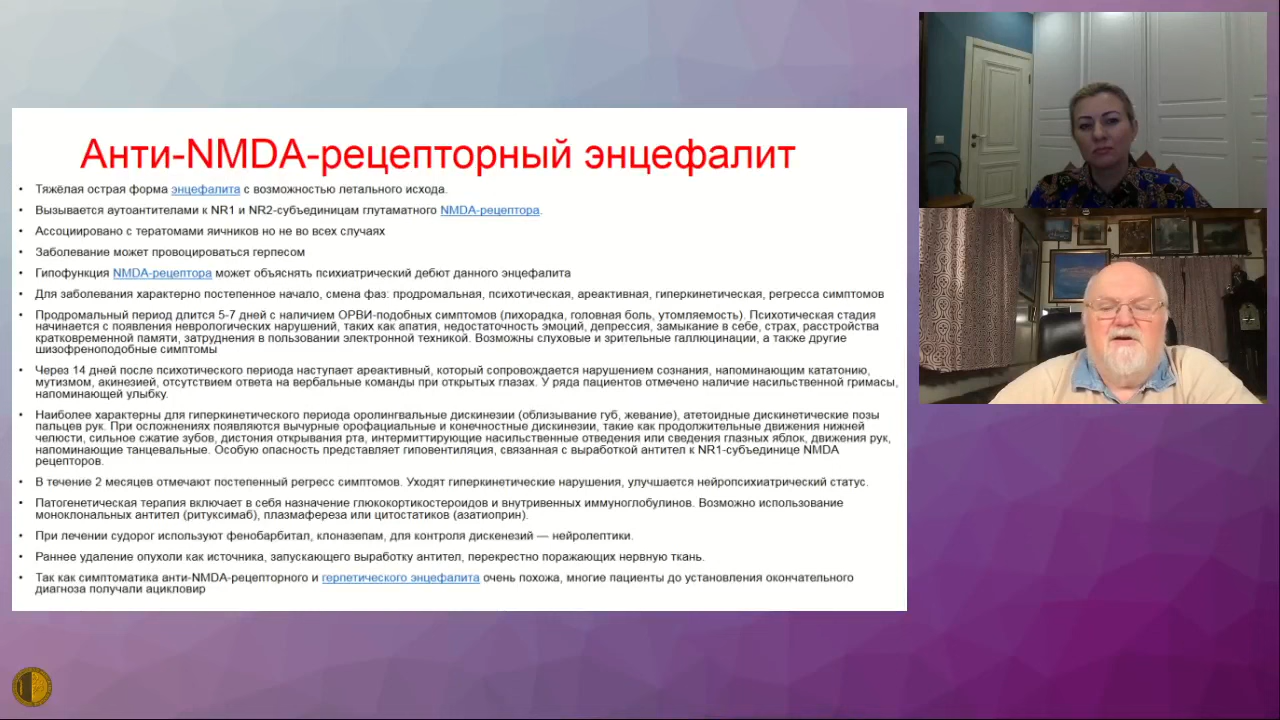 Анти-NMDA-рецепторный энцефалит
• Тяжёлая острая форма энцефалита с возможностью летального исхода.
• Вызывается аутоантителами к NR1 и NR2-субъединицам глутаматного NMDA-рецептора.
• Ассоциировано с тератомами яичников но не во всех случаях
• Заболевание может провоцироваться герпесом
• Гипофункция NMDA-рецептора может объяснять психиатрический дебют данного энцефалита
• Для заболевания характерно постепенное начало, смена фаз: продромальная, психотическая, ареактивная, гиперкинетическая, регресса симптомов
• Продромальный период длится 5-7 дней с наличием ОРВИ-подобных симптомов (лихорадка, головная боль, утомляемость). Психотическая стадия
начинается с появления неврологических нарушений, таких как апатия, недостаточность эмоций, депрессия, замыкание в себе, страх, расстройства
кратковременной памяти, затруднения в пользовании электронной техникой. Возможны слуховые и зрительные галлюцинации, а также другие
шизофреноподобные симптомы
• Через 14 дней после психотического периода наступает ареактивный, который сопровождается нарушением сознания, напоминающим кататонию,
мутизмом, акинезией, отсутствием ответа на вербальные команды при открытых глазах. У ряда пациентов отмечено наличие насильственной гримасы,
напоминающей улыбку.
• Наиболее характерны для гиперкинетического периода оролингвальные дискинезии (облизывание губ, жевание), атетоидные дискинетические позы
пальцев рук. При осложнениях появляются вычурные орофациальные и конечностные дискинезии, такие как продолжительные движения нижней
челюсти, сильное сжатие зубов, дистония открывания рта, интермиттирующие насильственные отведения или сведения глазных яблок, движения рук,
напоминающие танцевальные. Особую опасность представляет гиповентиляция, связанная с выработкой антител к NR1-субъединице NMDA
рецепторов.
• В течение 2 месяцев отмечают постепенный регресс симптомов. Уходят гиперкинетические нарушения, улучшается нейропсихиатрический статус.
• Патогенетическая терапия включает в себя назначение глюкокортикостероидов и внутривенных иммуноглобулинов. Возможно использование
моноклональных антител (ритуксимаб), плазмафереза или цитостатиков (азатиоприн).
• При лечении судорог используют фенобарбитал, клоназепам, для контроля дискенезий — нейролептики.
• Раннее удаление опухоли как источника, запускающего выработку антител, перекрестно поражающих нервную ткань.
• Так как симптоматика анти-NMDA-рецепторного и герпетического энцефалита очень похожа, многие пациенты до установления окончательного
диагноза получали ацикловир